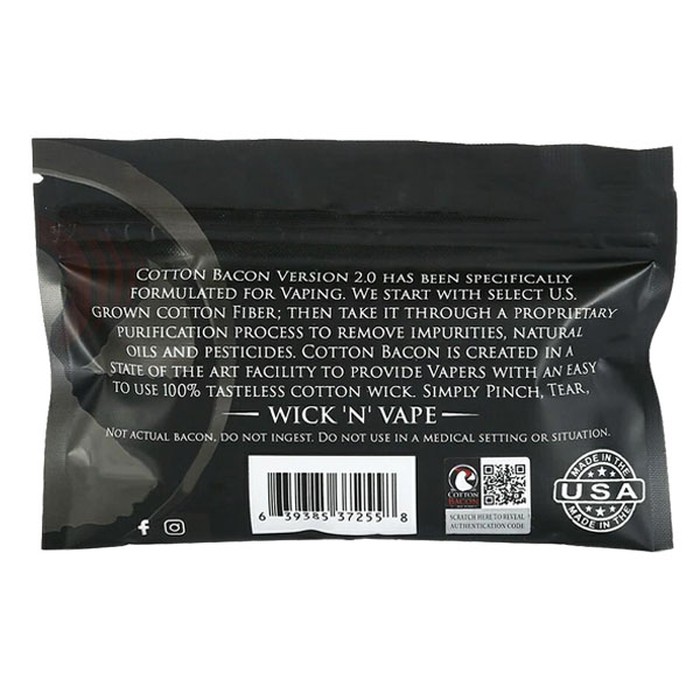 COTTON BACON VERSION 2.0 HAS BEEN SPECIFICALLY
FORMULATED FOR VAPING. WE START WITH SELECT U.S.
GROWN COTTON FIBER; THEN TAKE IT THROUGH A PROPRIETARY
PURIFICATION PROCESS TO REMOVE IMPURITIES, NATURAL
OILS AND PESTICIDES. COTTON BACON IS CREATED IN A
STATE OF THE ART FACILITY TO PROVIDE VAPERS WITH AN EASY
TO USE 100% TASTELESS COTTON WICK. SIMPLY PINCH, TEAR,
WICK 'N' VAPE
NOT ACTUAL BACON, DO NOT INGEST. DO NOT USE IN A MEDICAL SETTING OR SITUATION.
6 39385 37255 8
COTTON
BACON
SCRATCH HERE TO REVEAL
AUTHENTICATION CODE
MADE IN THE
USA
MADE IN THE